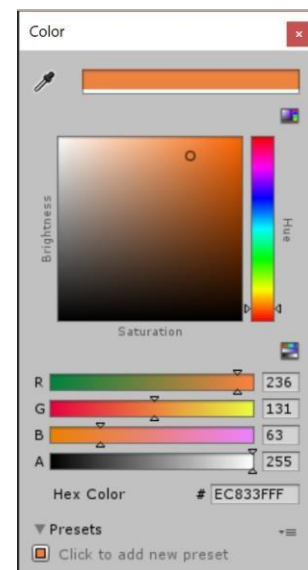 Color
Brightness
Hue
Saturation
R 236
G 131
B 63
A 255
Hex Color # EC833FFF
Presets
Click to add new preset